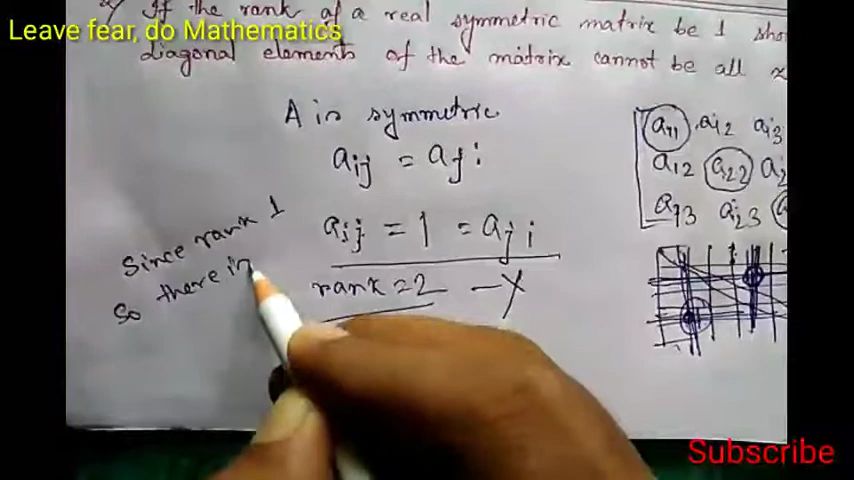 If the rank of a real symmetric matrix be 1 sho
Leave fear, do Mathematics
diagonal elements of the matrix cannot be all
A is symmetric
aij = aji
aij = 1 = aji
rank = 2 -X
Since rank 1
So there is
a11 a12 a13
a12 a22 a2
a13 a23
Subscribe